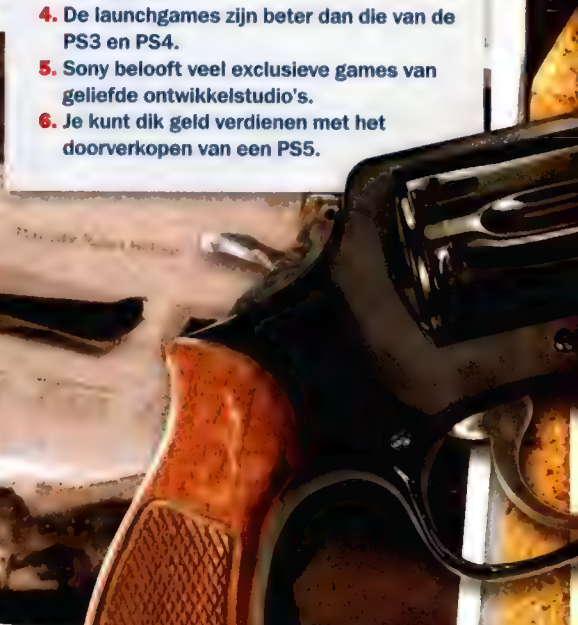 4. De launchgames zijn beter dan die van de
PS3 en PS4.
5. Sony belooft veel exclusieve games van
geliefde ontwikkelstudio's.
6. Je kunt dik geld verdienen met het
doorverkopen van een PS5.